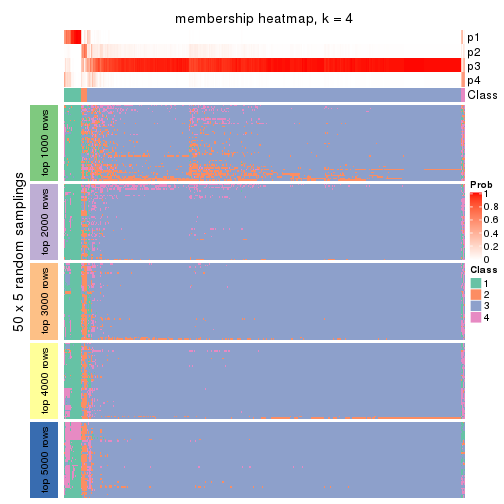 membership heatmap, k = 4
p1
p2
p3
p4
Class
50 x 5 random samplings
top 1000 rows
top 2000 rows
top 3000 rows
top 4000 rows
top 5000 rows
Prob
1
0.8
0.6
0.4
0.2
0
Class
1
2
3
4